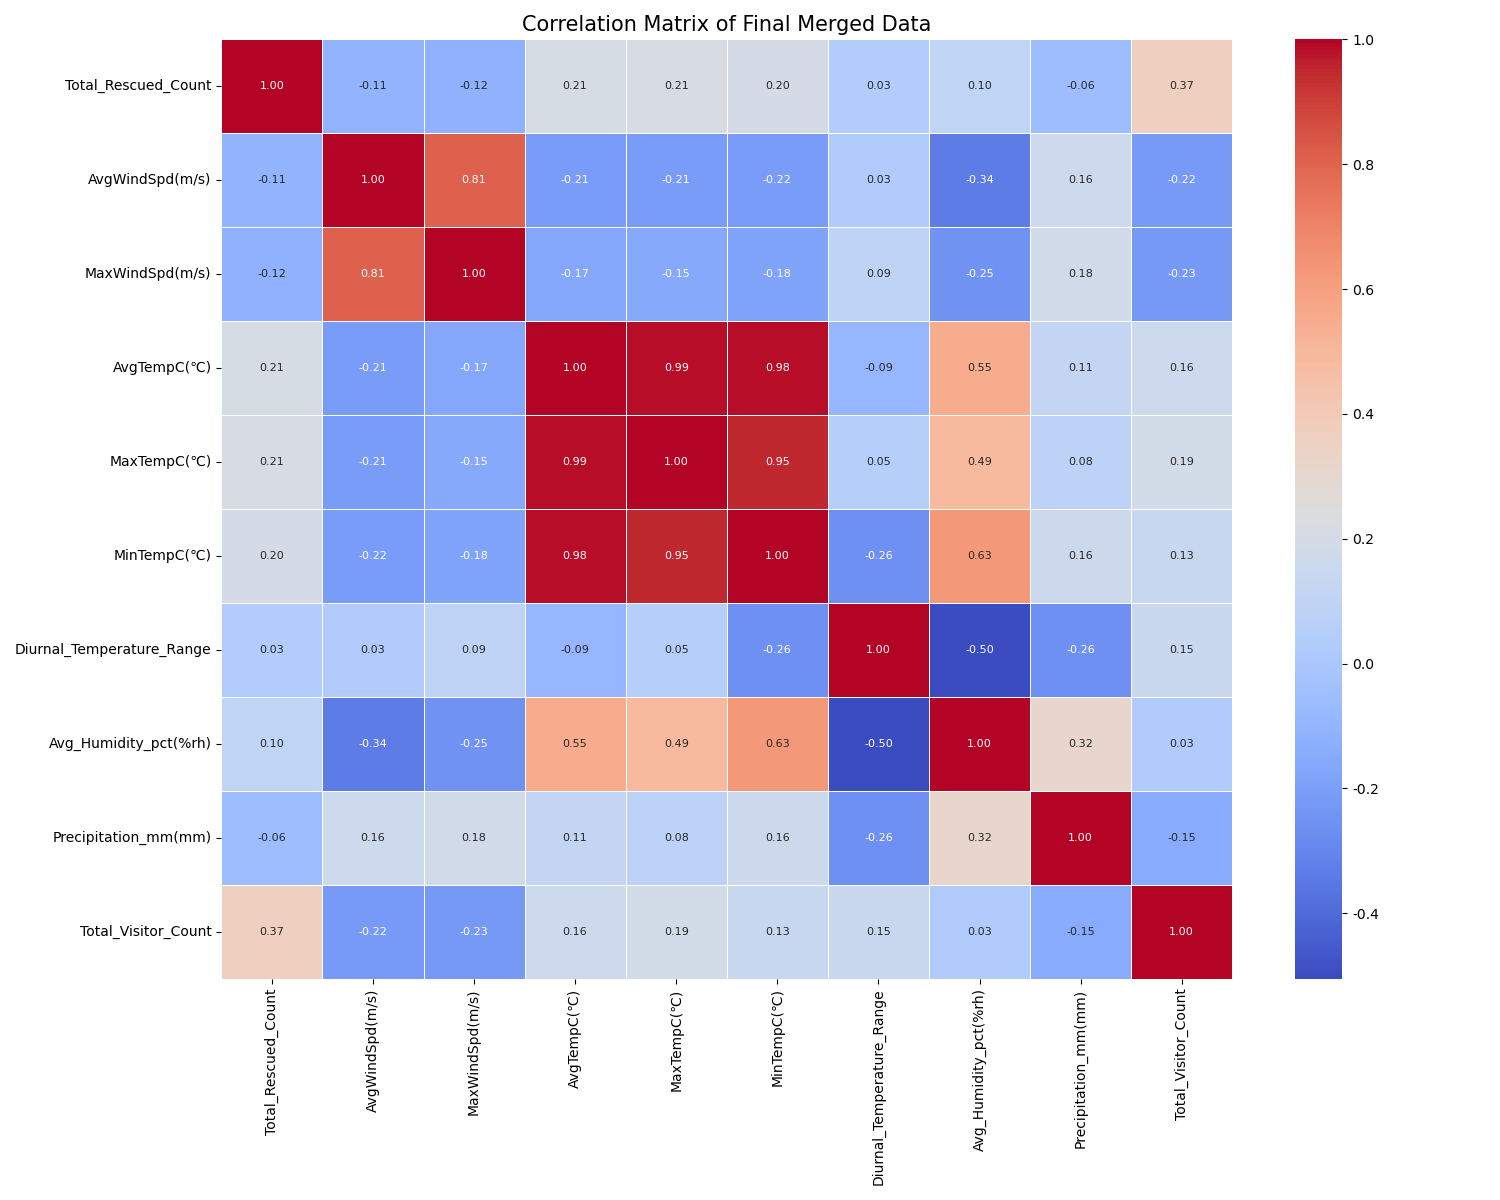 Correlation Matrix of Final Merged Data
Total_Rescued_Count 1.00 -0.11 -0.12 0.21 0.21 0.20 0.03 0.10 -0.06 0.37
AvgWindSpd(m/s) -0.11 1.00 0.81 -0.21 -0.21 -0.22 0.03 -0.34 0.16 -0.22
MaxWindSpd(m/s) -0.12 0.81 1.00 -0.17 -0.15 -0.18 0.09 -0.25 0.18 -0.23
AvgTempC(℃) 0.21 -0.21 -0.17 1.00 0.99 0.98 -0.09 0.55 0.11 0.16
MaxTempC(℃) 0.21 -0.21 -0.15 0.99 1.00 0.95 0.05 0.49 0.08 0.19
MinTempC(℃) 0.20 -0.22 -0.18 0.98 0.95 1.00 -0.26 0.63 0.16 0.13
Diurnal_Temperature_Range 0.03 0.03 0.09 -0.09 0.05 -0.26 1.00 -0.50 -0.26 0.15
Avg_Humidity_pct(%rh) 0.10 -0.34 -0.25 0.55 0.49 0.63 -0.50 1.00 0.32 0.03
Precipitation_mm(mm) -0.06 0.16 0.18 0.11 0.08 0.16 -0.26 0.32 1.00 -0.15
Total_Visitor_Count 0.37 -0.22 -0.23 0.16 0.19 0.13 0.15 0.03 -0.15 1.00
Total_Rescued_Count
AvgWindSpd(m/s)
MaxWindSpd(m/s)
AvgTempC(℃)
MaxTempC(℃)
MinTempC(℃)
Diurnal_Temperature_Range
Avg_Humidity_pct(%rh)
Precipitation_mm(mm)
Total_Visitor_Count
1.0
0.8
0.6
0.4
0.2
0.0
-0.2
-0.4